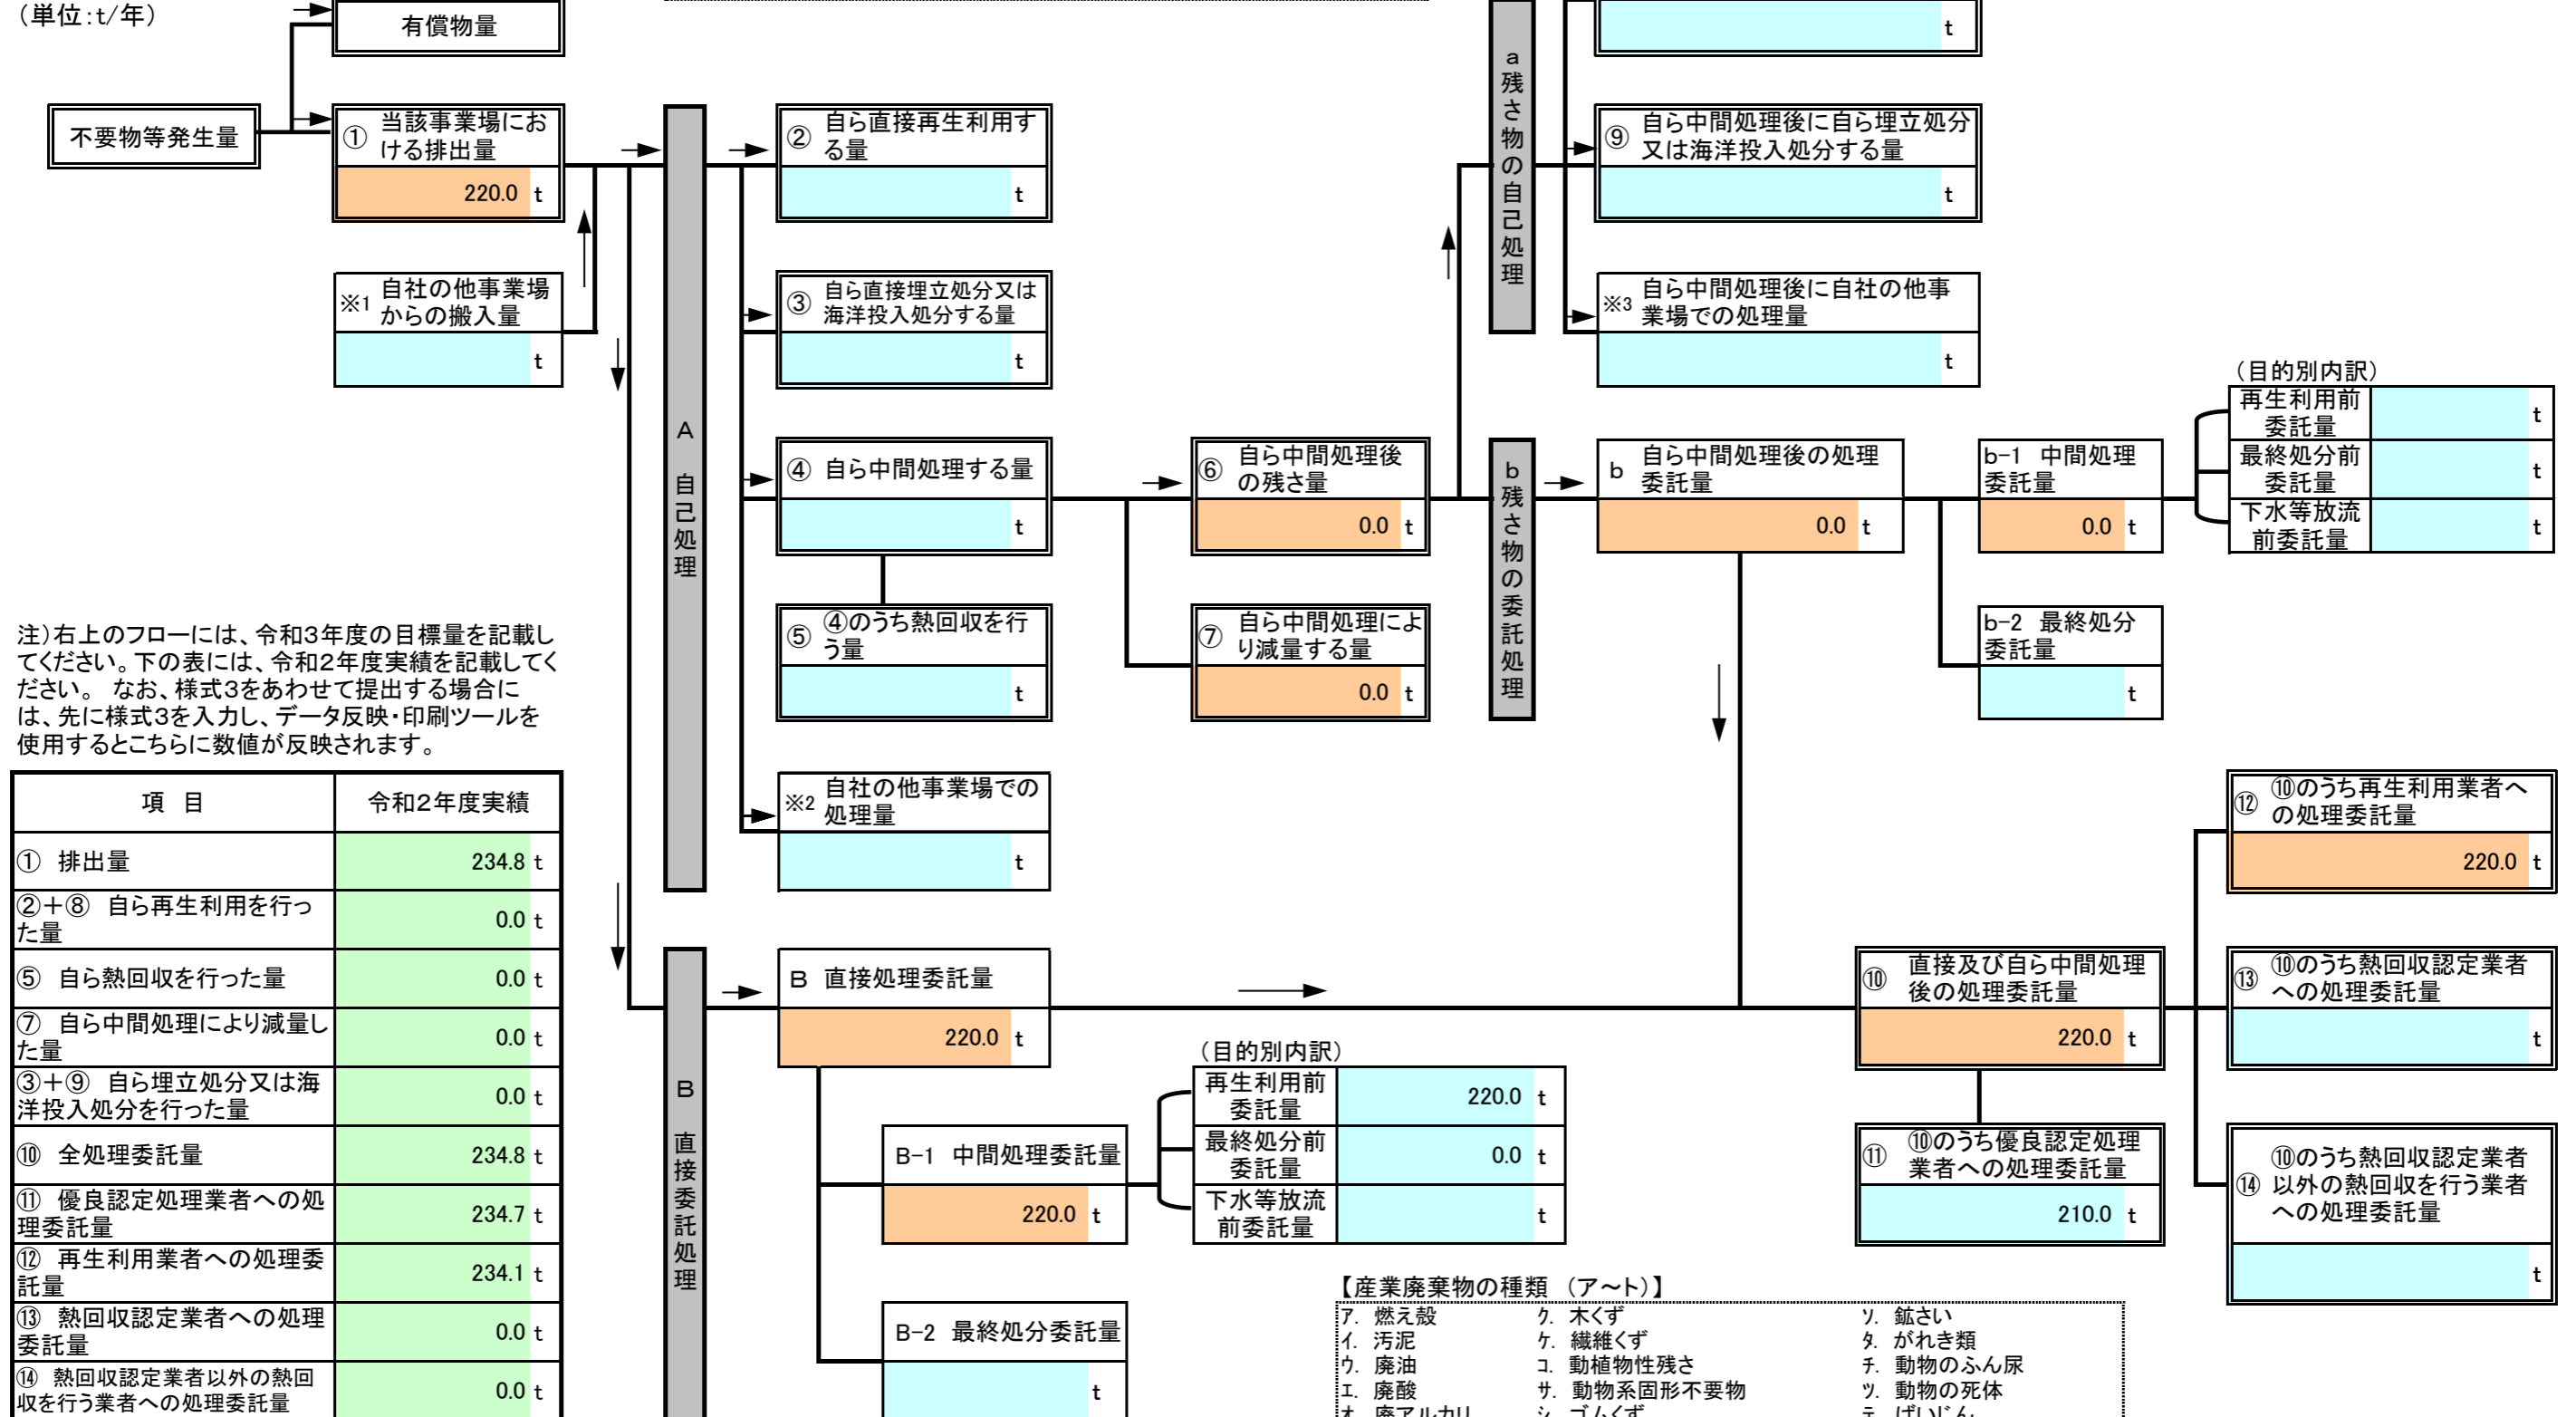 （単位：t/年）
有償物量
不要物等発生量
① 当該事業場にお
ける排出量
220.0 t
※1 自社の他事業場
からの搬入量
t
A 自己処理
② 自ら直接再生利用す
る量
t
③ 自ら直接埋立処分又は
海洋投入処分する量
t
④ 自ら中間処理する量
t
⑤ ④のうち熱回収を行
う量
t
※2 自社の他事業場での
処理量
t
⑥ 自ら中間処理後
の残さ量
0.0 t
⑦ 自ら中間処理によ
り減量する量
0.0 t
a 残さ物の自己処理
t
⑨ 自ら中間処理後に自ら埋立処分
又は海洋投入処分する量
t
※3 自ら中間処理後に自社の他事
業場での処理量
t
b 残さ物の委託処理
b 自ら中間処理後の処理
委託量
0.0 t
b-1 中間処理
委託量
0.0 t
（目的別内訳）
再生利用前
委託量
t
最終処分前
委託量
t
下水等放流
前委託量
t
b-2 最終処分
委託量
t
注）右上のフローには、令和３年度の目標量を記載し
てください。下の表には、令和２年度実績を記載してく
ださい。 なお、様式３をあわせて提出する場合に
は、先に様式３を入力し、データ反映・印刷ツールを
使用するとこちらに数値が反映されます。
項 目 令和２年度実績
① 排出量 234.8 t
②＋⑧ 自ら再生利用を行っ
た量 0.0 t
⑤ 自ら熱回収を行った量 0.0 t
⑦ 自ら中間処理により減量し
た量 0.0 t
③＋⑨ 自ら埋立処分又は海
洋投入処分を行った量 0.0 t
⑩ 全処理委託量 234.8 t
⑪ 優良認定処理業者への処
理委託量 234.7 t
⑫ 再生利用業者への処理委
託量 234.1 t
⑬ 熱回収認定業者への処理
委託量 0.0 t
⑭ 熱回収認定業者以外の熱回
収を行う業者への処理委託量 0.0 t
B 直接委託処理
B 直接処理委託量
220.0 t
B-1 中間処理委託量
220.0 t
（目的別内訳）
再生利用前
委託量
220.0 t
最終処分前
委託量
0.0 t
下水等放流
前委託量
t
B-2 最終処分委託量
t
⑩ 直接及び自ら中間処理
後の処理委託量
220.0 t
⑪ ⑩のうち優良認定処理
業者への処理委託量
210.0 t
⑫ ⑩のうち再生利用業者へ
の処理委託量
220.0 t
⑬ ⑩のうち熱回収認定業者
への処理委託量
t
⑭ ⑩のうち熱回収認定業者
以外の熱回収を行う業者
への処理委託量
t
【産業廃棄物の種類 （ア～ト）】
ア. 燃え殻 ク. 木くず ソ. 鉱さい
イ. 汚泥 ケ. 繊維くず タ. がれき類
ウ. 廃油 コ. 動植物性残さ チ. 動物のふん尿
エ. 廃酸 サ. 動物系固形不要物 ツ. 動物の死体
オ. 廃アルカリ シ. ゴムくず テ. ばいじん